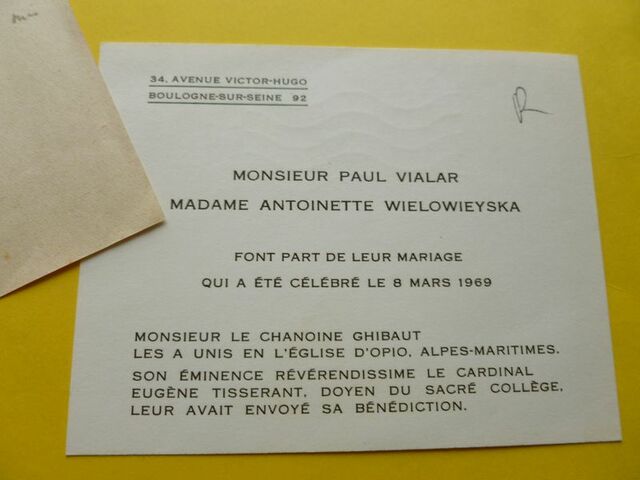 34, AVENUE VICTOR-HUGO
BOULOGNE-SUR-SEINE 92
R
MONSIEUR PAUL VIALAR
MADAME ANTOINETTE WIELOWIEYSKA
FONT PART DE LEUR MARIAGE
QUI A ÉTÉ CÉLÉBRÉ LE 8 MARS 1969
MONSIEUR LE CHANOINE GHIBAUT
LES A UNIS EN L'ÉGLISE D'OPIO, ALPES-MARITIMES.
SON ÉMINENCE RÉVÉRENDISSIME LE CARDINAL
EUGÈNE TISSERANT, DOYEN DU SACRÉ COLLÈGE,
LEUR AVAIT ENVOYÉ SA BÉNÉDICTION.